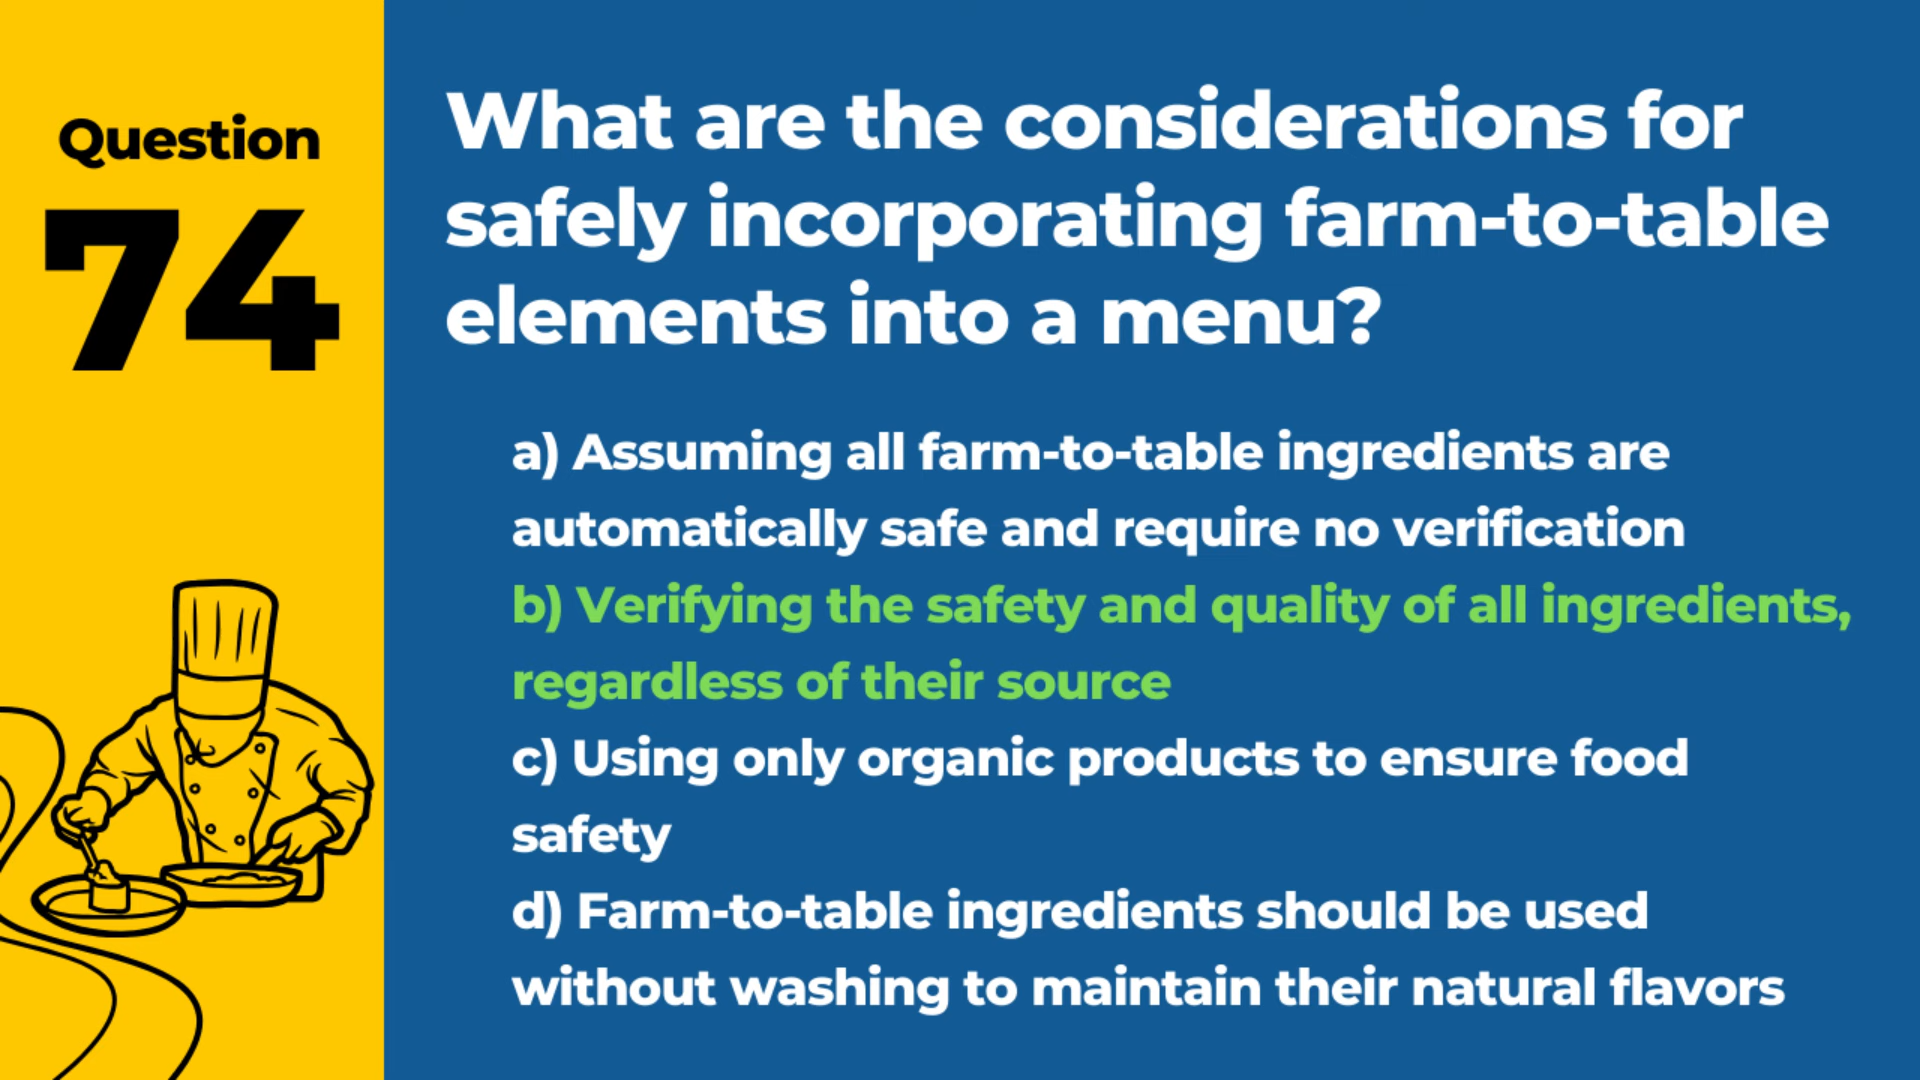 Question
74
What are the considerations for
safely incorporating farm-to-table
elements into a menu?
a) Assuming all farm-to-table ingredients are
automatically safe and require no verification
b) Verifying the safety and quality of all ingredients,
regardless of their source
c) Using only organic products to ensure food
safety
d) Farm-to-table ingredients should be used
without washing to maintain their natural flavors